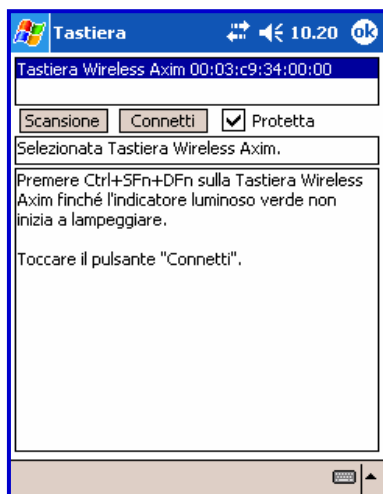 Tastiera 10.20 ok
Tastiera Wireless Axim 00:03:c9:34:00:00
Scansione Connetti Protetta
Selezionata Tastiera Wireless Axim.
Premere Ctrl+SFn+DFn sulla Tastiera Wireless
Axim finché l'indicatore luminoso verde non
inizia a lampeggiare.
Toccare il pulsante "Connetti".